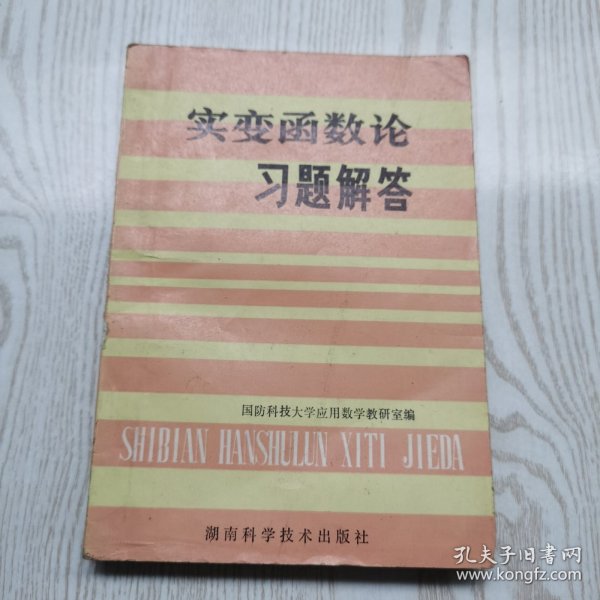 实变函数论
习题解答
国防科技大学应用数学教研室编
SHIBIAN HANSHULUN XITI JIEDA
湖南科学技术出版社
孔夫子旧书网
www.kongfz.com